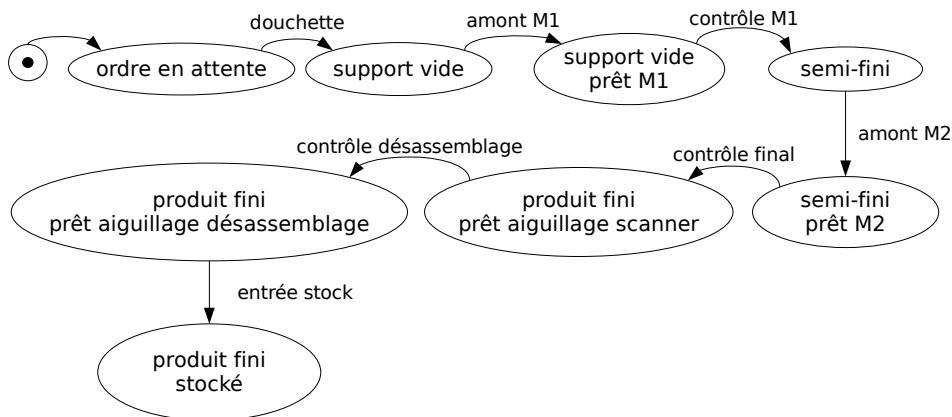 douchette
amont M1
contrôle M1
ordre en attente
support vide
support vide
prêt M1
semi-fini
amont M2
contrôle désassemblage
contrôle final
produit fini
prêt aiguillage désassemblage
produit fini
prêt aiguillage scanner
semi-fini
prêt M2
entrée stock
produit fini
stocké